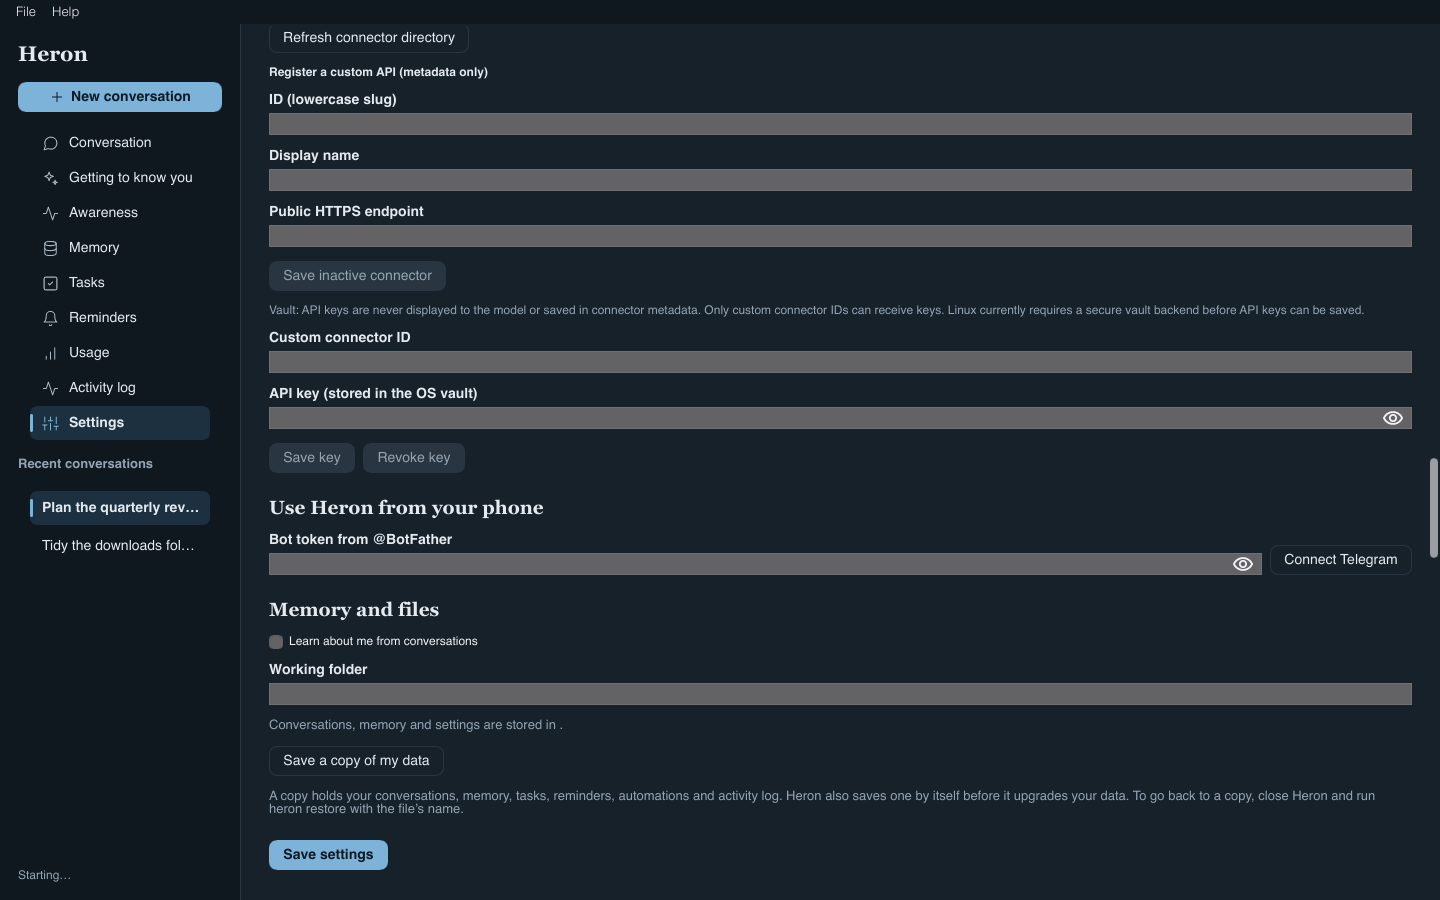 File Help
Heron
New conversation
Conversation
Getting to know you
Awareness
Memory
Tasks
Reminders
Usage
Activity log
Settings
Recent conversations
Plan the quarterly rev…
Tidy the downloads fol…
Starting…
Refresh connector directory
Register a custom API (metadata only)
ID (lowercase slug)
Display name
Public HTTPS endpoint
Save inactive connector
Vault: API keys are never displayed to the model or saved in connector metadata. Only custom connector IDs can receive keys. Linux currently requires a secure vault backend before API keys can be saved.
Custom connector ID
API key (stored in the OS vault)
Save key Revoke key
Use Heron from your phone
Bot token from @BotFather
Connect Telegram
Memory and files
Learn about me from conversations
Working folder
Conversations, memory and settings are stored in .
Save a copy of my data
A copy holds your conversations, memory, tasks, reminders, automations and activity log. Heron also saves one by itself before it upgrades your data. To go back to a copy, close Heron and run
heron restore with the file’s name.
Save settings